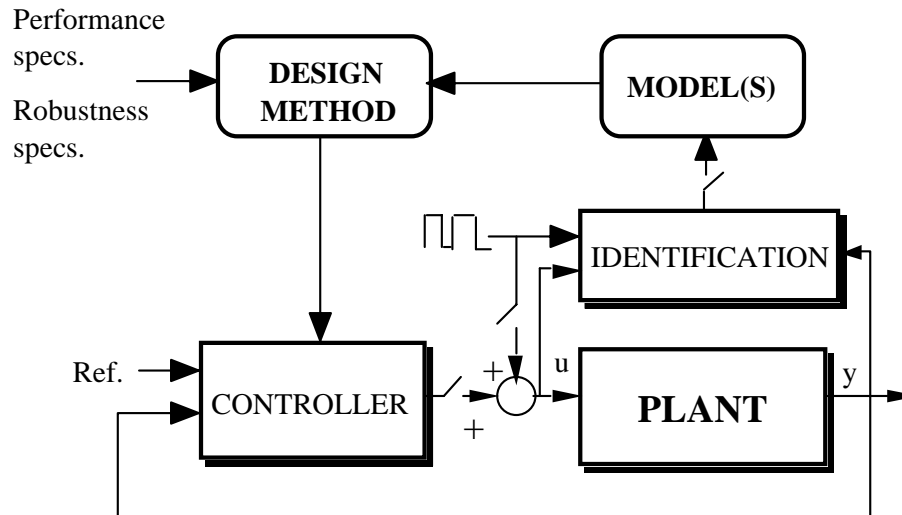 Performance
specs.
Robustness
specs.
DESIGN
METHOD
MODEL(S)
IDENTIFICATION
Ref.
CONTROLLER
+
+
u
PLANT
y